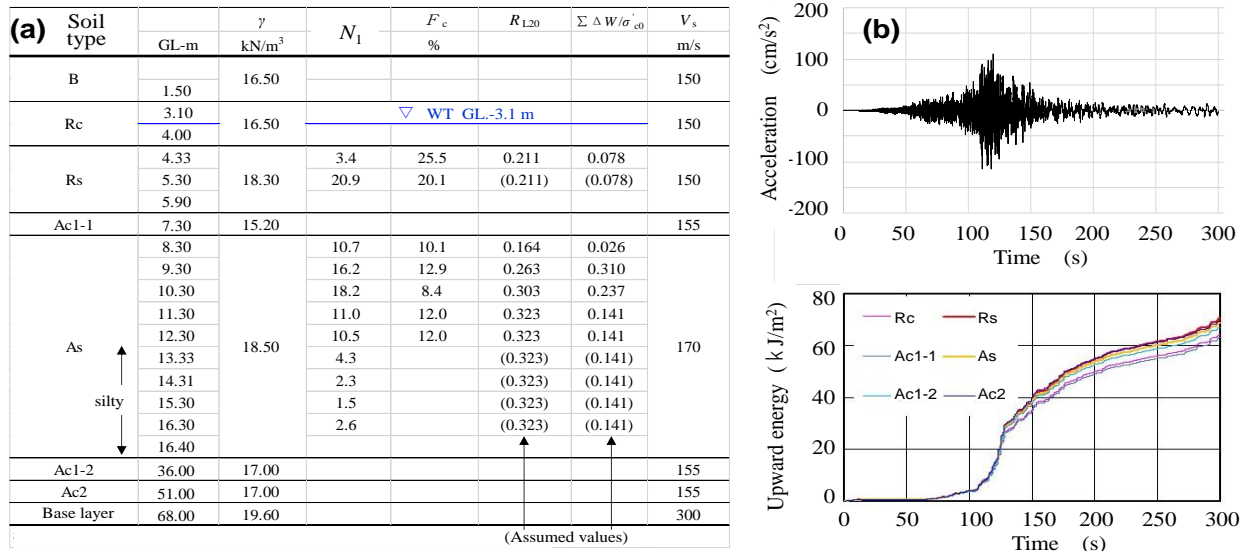 (a) Soil type GL-m γ kN/m³ N₁ F c % R L20 Σ Δ W/σ'c0 V s m/s
B 16.50 150
1.50
3.10 ▽ WT GL.-3.1 m
Rc 16.50 150
4.00
4.33 3.4 25.5 0.211 0.078
Rs 5.30 18.30 20.9 20.1 (0.211) (0.078) 150
5.90
Ac1-1 7.30 15.20 155
8.30 10.7 10.1 0.164 0.026
9.30 16.2 12.9 0.263 0.310
10.30 18.2 8.4 0.303 0.237
11.30 11.0 12.0 0.323 0.141
12.30 10.5 12.0 0.323 0.141
As 13.33 18.50 4.3 (0.323) (0.141) 170
14.31 2.3 (0.323) (0.141)
silty 15.30 1.5 (0.323) (0.141)
16.30 2.6 (0.323) (0.141)
16.40
Ac1-2 36.00 17.00 155
Ac2 51.00 17.00 155
Base layer 68.00 19.60 300
(Assumed values)
(b)
Acceleration (cm/s²)
200
100
0
-100
-200
0 50 100 150 200 250 300
Time (s)
Upward energy (kJ/m²)
80
60
40
20
0
Rc Rs
Ac1-1 As
Ac1-2 Ac2
0 50 100 150 200 250 300
Time (s)